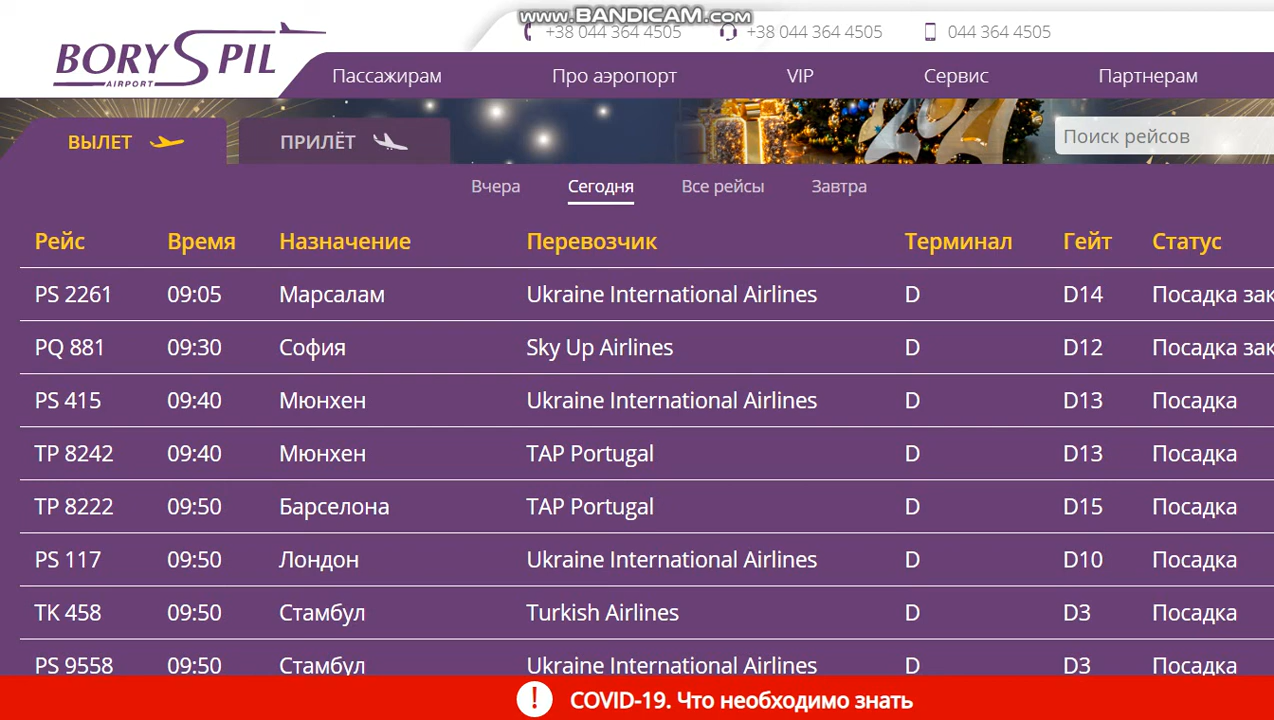 www.BANDICAM.com
+38 044 364 4505 +38 044 364 4505 044 364 4505
BORYSPIL
AIRPORT
Пассажирам Про аэропорт VIP Сервис Партнерам
ВЫЛЕТ ПРИЛЁТ Поиск рейсов
Вчера Сегодня Все рейсы Завтра
Рейс Время Назначение Перевозчик Терминал Гейт Статус
PS 2261 09:05 Марсалам Ukraine International Airlines D D14 Посадка зак
PQ 881 09:30 София Sky Up Airlines D D12 Посадка зак
PS 415 09:40 Мюнхен Ukraine International Airlines D D13 Посадка
TP 8242 09:40 Мюнхен TAP Portugal D D13 Посадка
TP 8222 09:50 Барселона TAP Portugal D D15 Посадка
PS 117 09:50 Лондон Ukraine International Airlines D D10 Посадка
TK 458 09:50 Стамбул Turkish Airlines D D3 Посадка
PS 9558 09:50 Стамбул Ukraine International Airlines D D3 Посадка
! COVID-19. Что необходимо знать